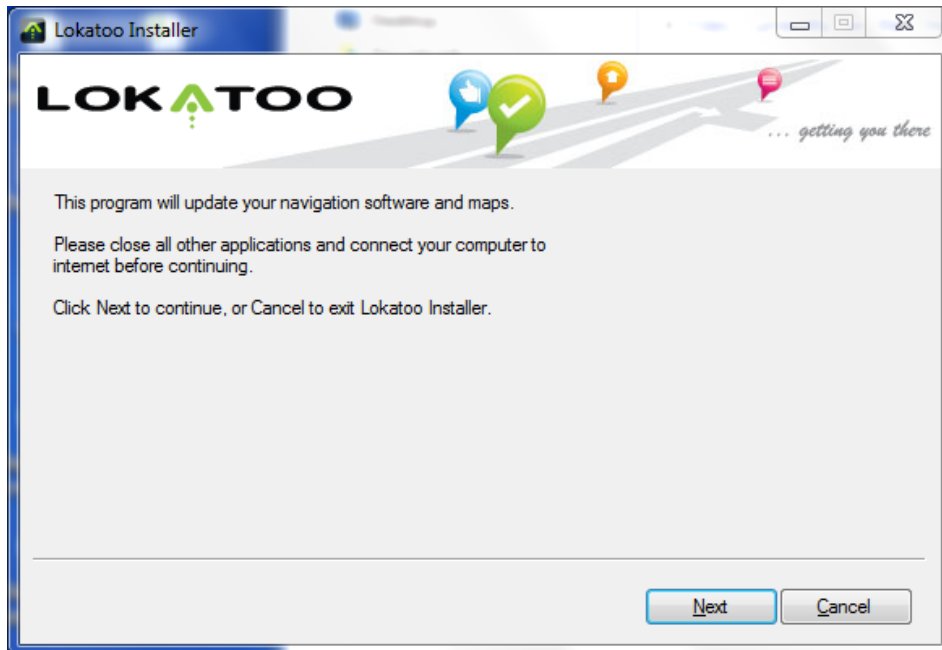 Lokatoo Installer
LOKATOO
... getting you there
This program will update your navigation software and maps.
Please close all other applications and connect your computer to
internet before continuing.
Click Next to continue, or Cancel to exit Lokatoo Installer.
Next
Cancel